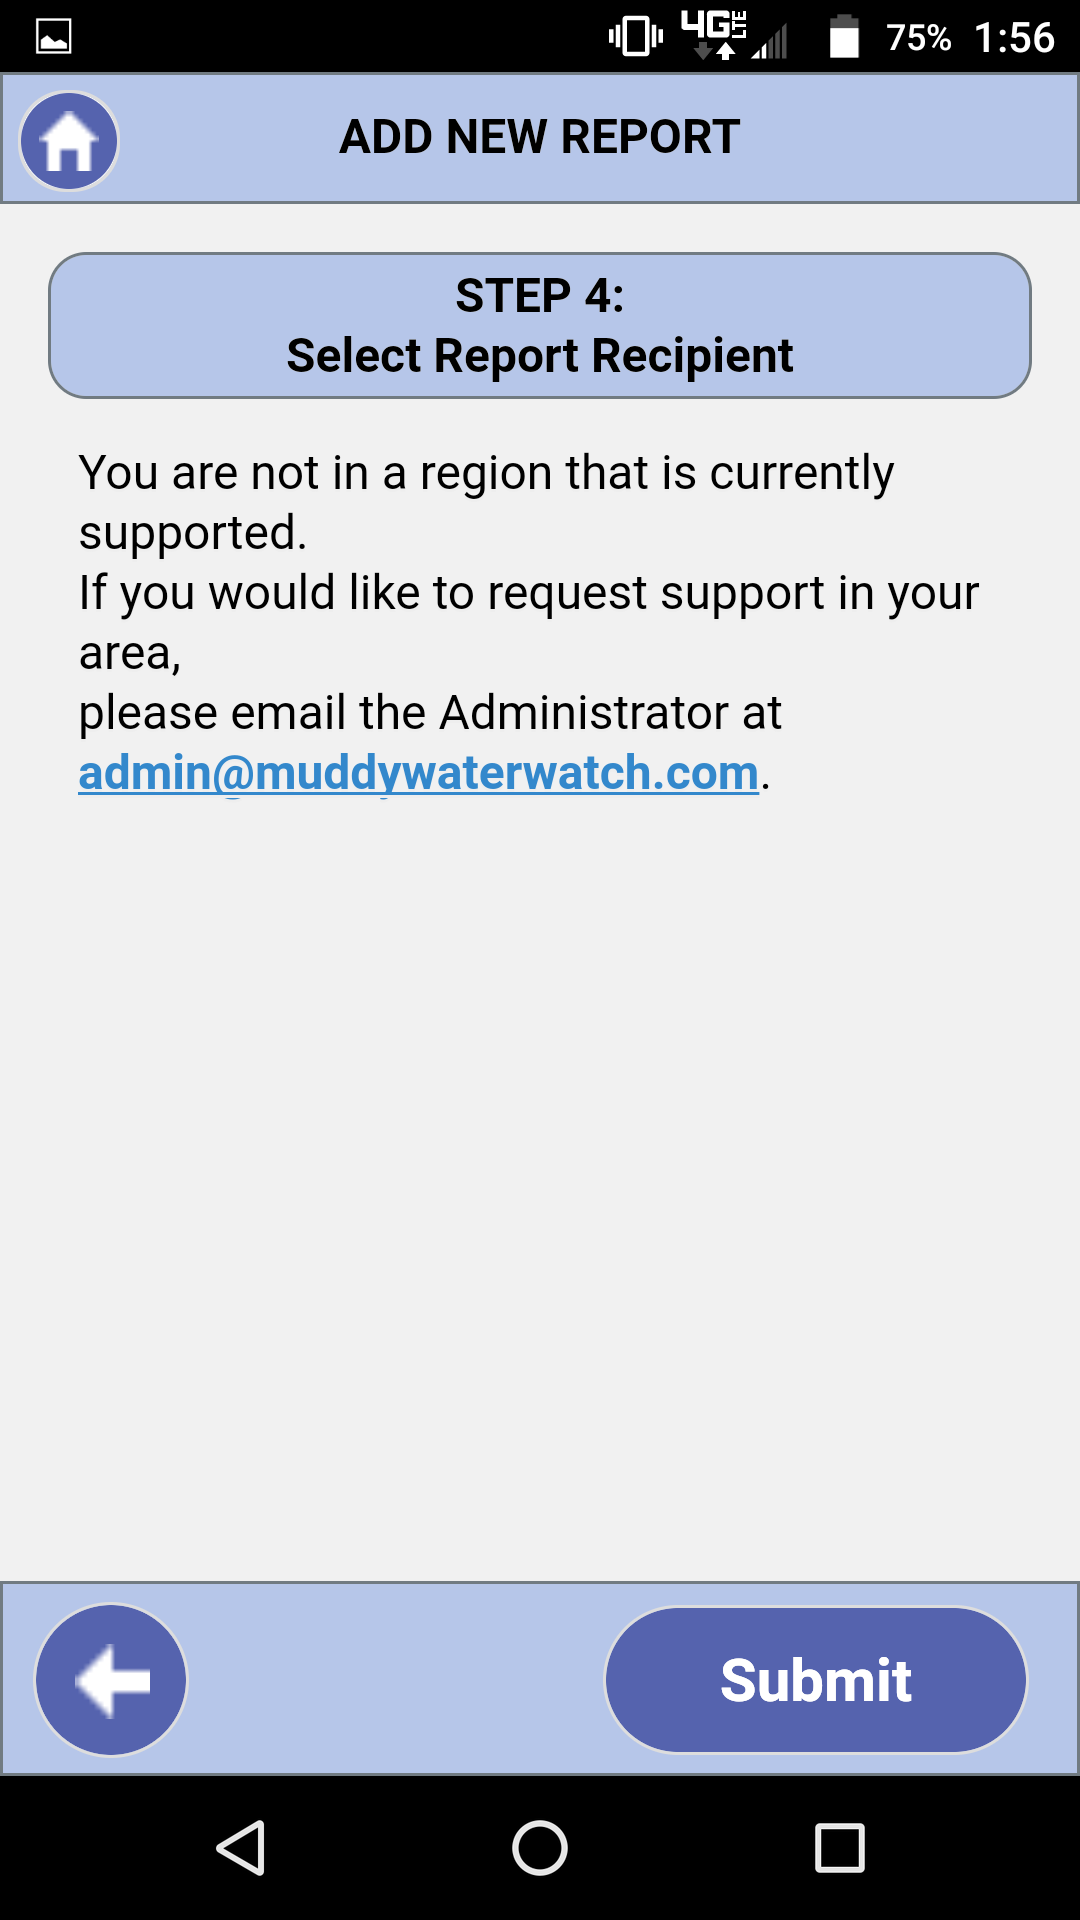 4G LTE 75% 1:56
ADD NEW REPORT
STEP 4:
Select Report Recipient
You are not in a region that is currently
supported.
If you would like to request support in your
area,
please email the Administrator at
admin@muddywaterwatch.com.
Submit